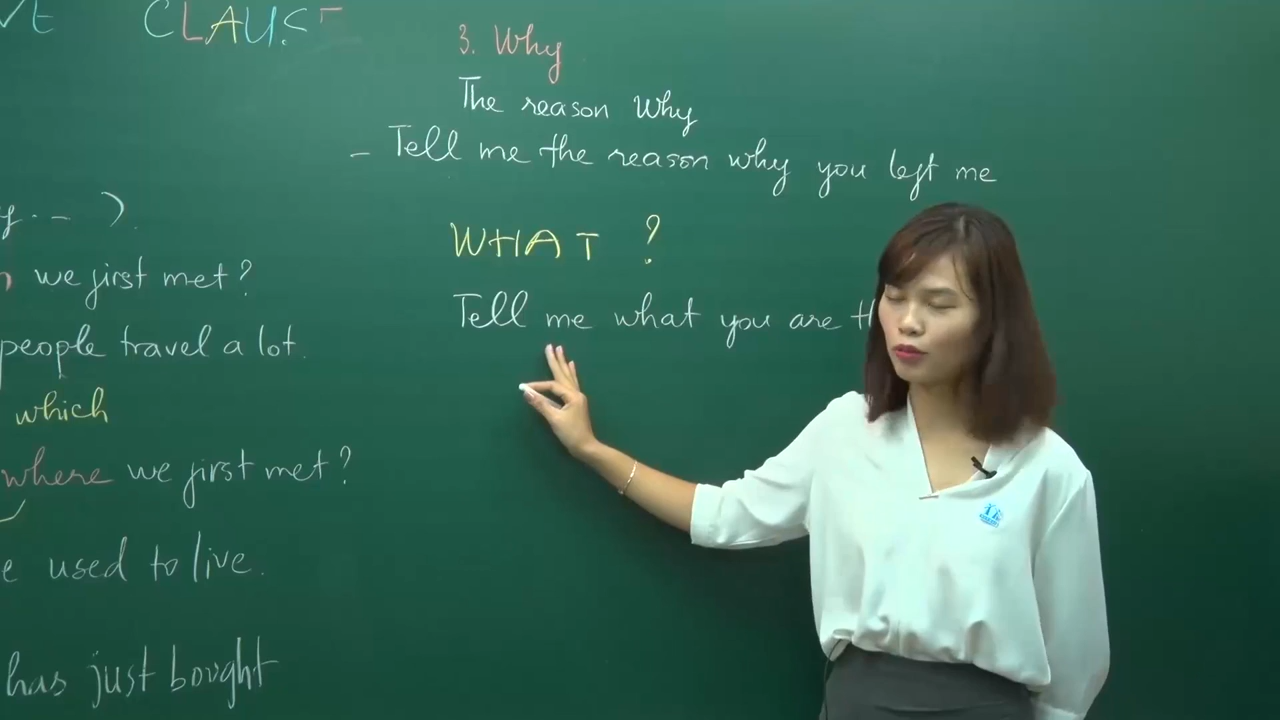 CLAUSE
y... ).
we first met?
people travel a lot.
which
where we first met?
e used to live.
has just bought
3. Why
The reason why
- Tell me the reason why you left me
WHAT ?
Tell me what you are th